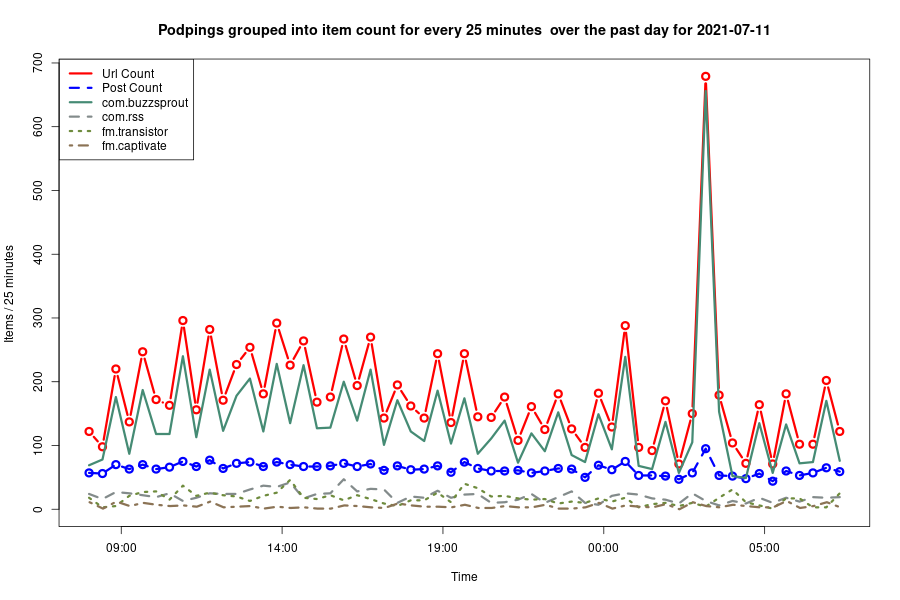 Podpings grouped into item count for every 25 minutes  over the past day for 2021-07-11
Url Count
Post Count
com.buzzsprout
com.rss
fm.transistor
fm.captivate
Items / 25 minutes
700
600
500
400
300
200
100
0
09:00
14:00
19:00
00:00
05:00
Time